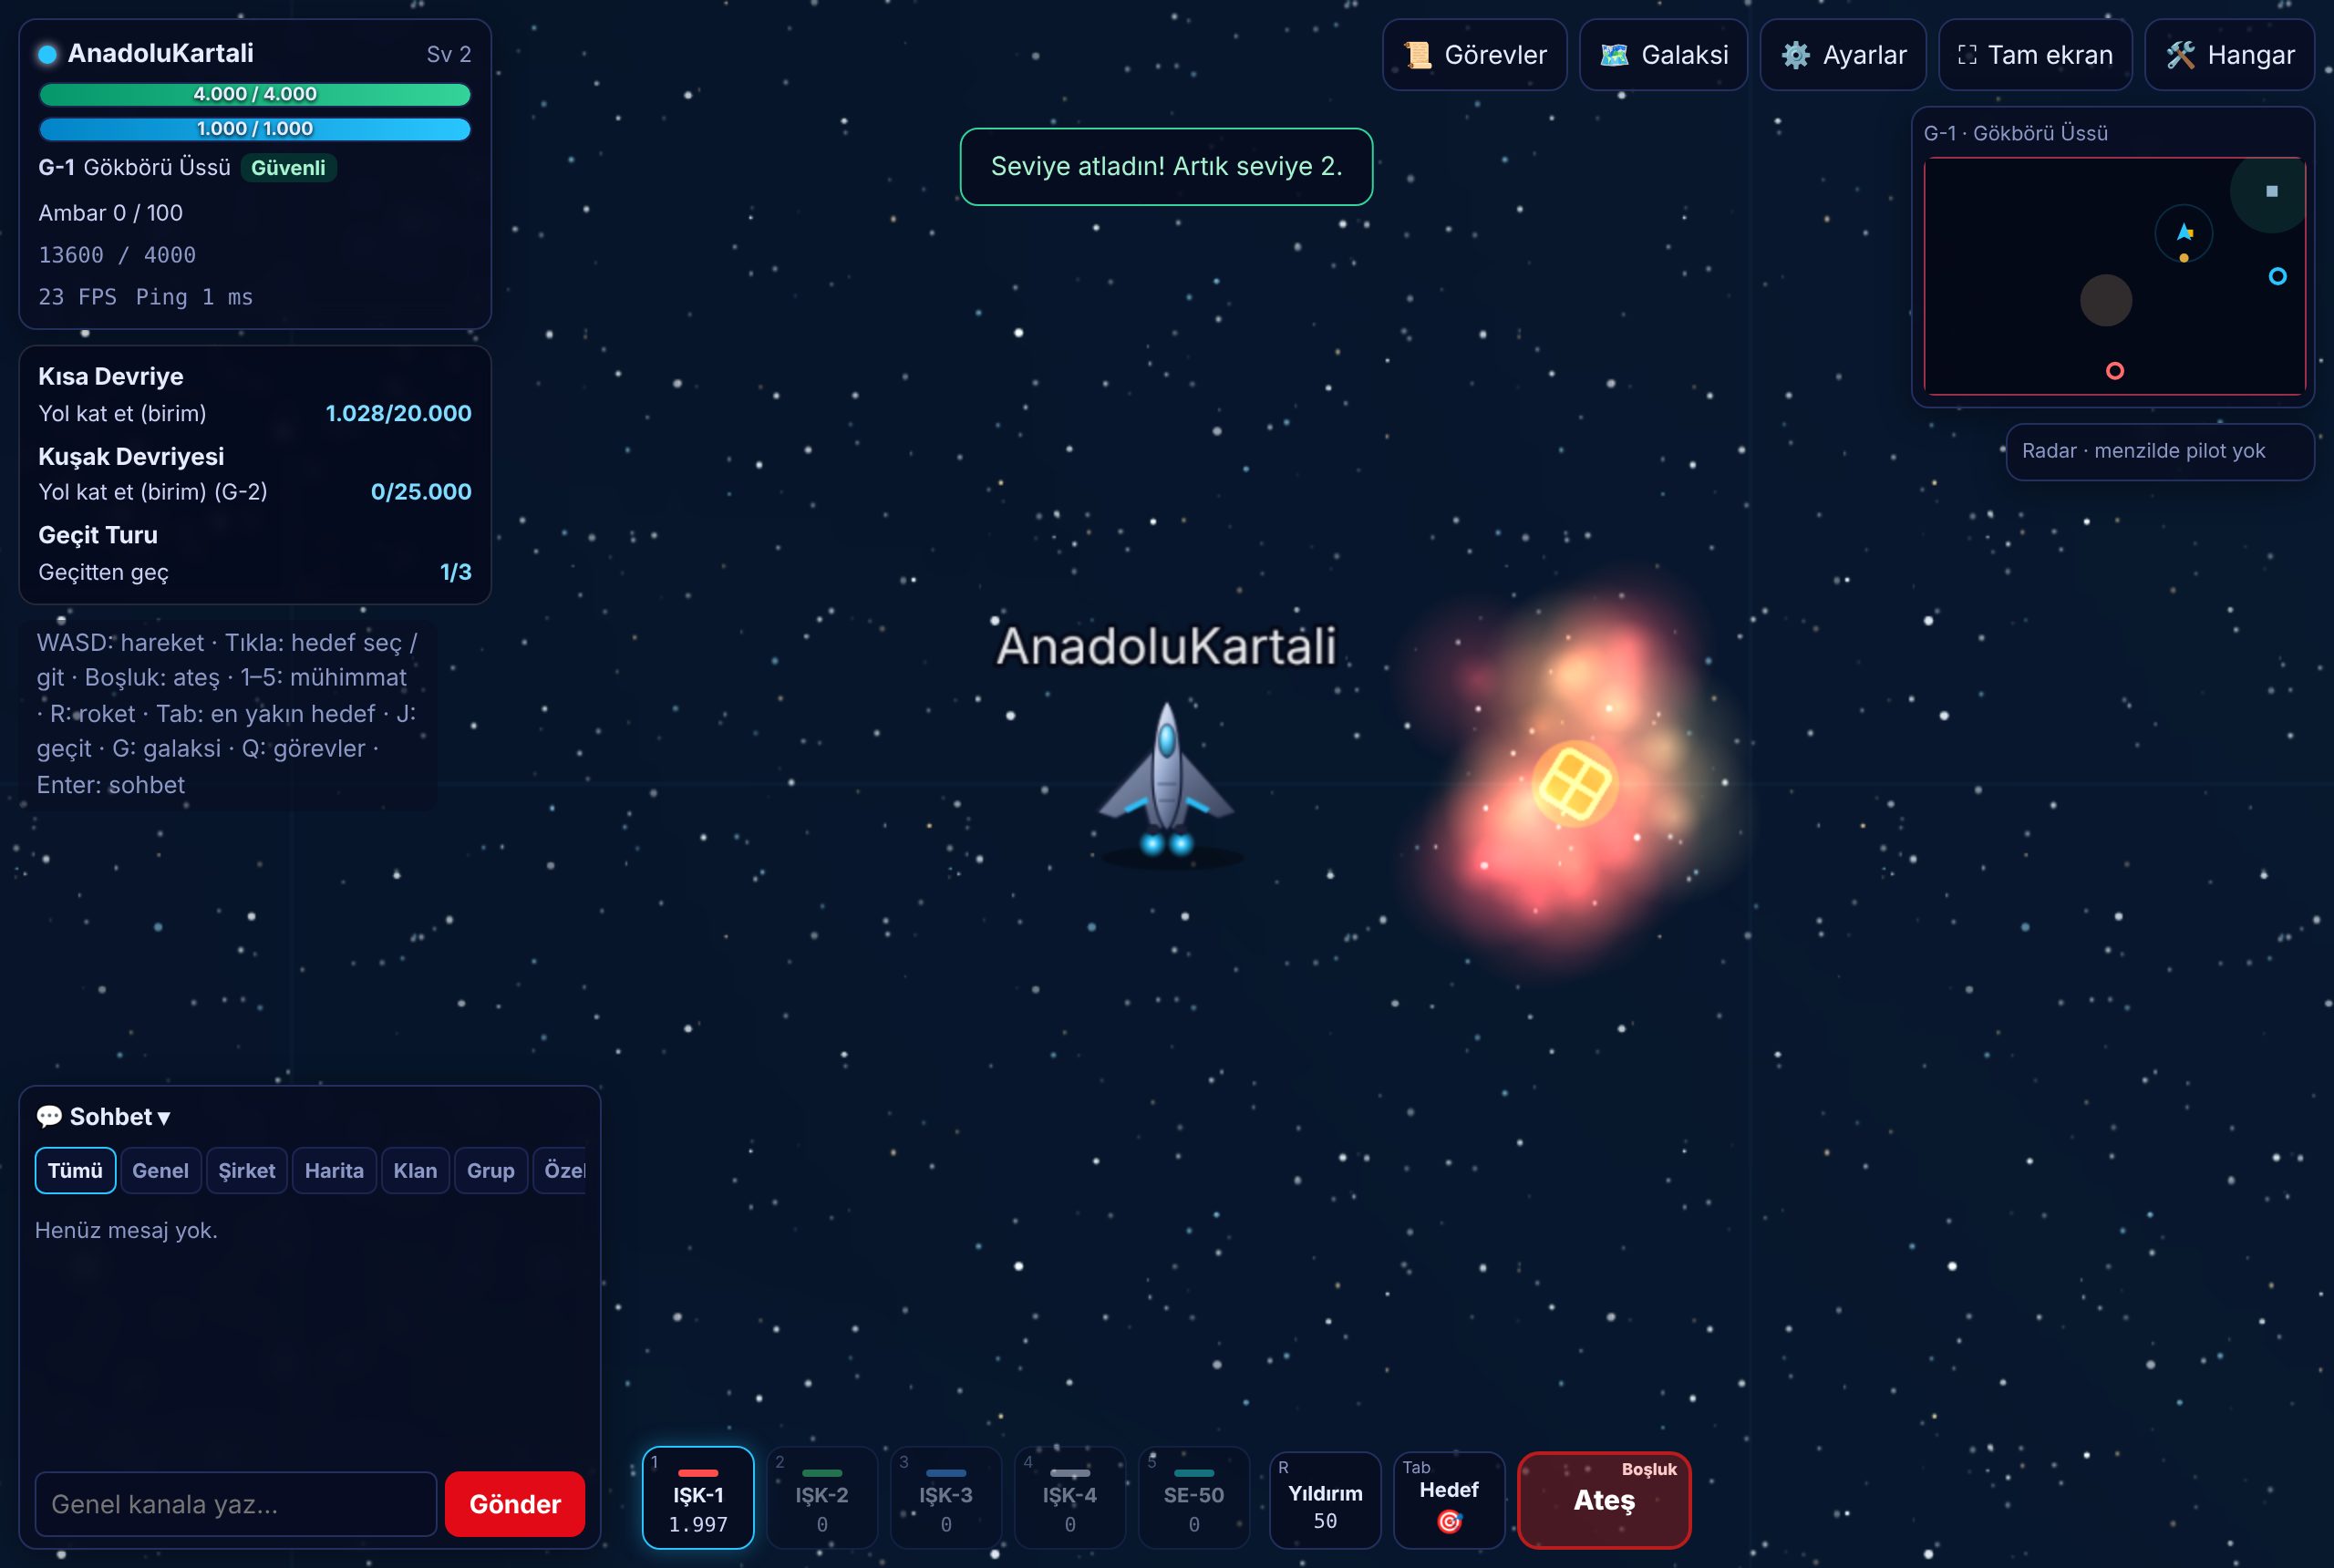 AnadoluKartali Sv 2
4.000 / 4.000
1.000 / 1.000
G-1 Gökbörü Üssü Güvenli
Ambar 0 / 100
13600 / 4000
23 FPS Ping 1 ms
Kısa Devriye
Yol kat et (birim) 1.028/20.000
Kuşak Devriyesi
Yol kat et (birim) (G-2) 0/25.000
Geçit Turu
Geçitten geç 1/3
WASD: hareket · Tıkla: hedef seç /
git · Boşluk: ateş · 1–5: mühimmat
· R: roket · Tab: en yakın hedef · J:
geçit · G: galaksi · Q: görevler ·
Enter: sohbet
Görevler
Galaksi
Ayarlar
Tam ekran
Hangar
Seviye atladın! Artık seviye 2.
G-1 · Gökbörü Üssü
Radar · menzilde pilot yok
AnadoluKartali
Sohbet ▾
Tümü Genel Şirket Harita Klan Grup Özel
Henüz mesaj yok.
Genel kanala yaz...
Gönder
1
IŞK-1
1.997
2
IŞK-2
0
3
IŞK-3
0
4
IŞK-4
0
5
SE-50
0
R
Yıldırım
50
Tab
Hedef
Boşluk
Ateş